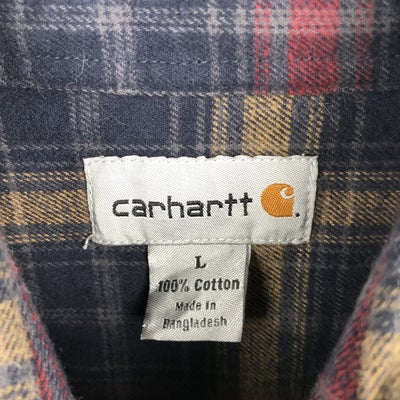 carhartt
L
100% Cotton
Made in
Bangladesh